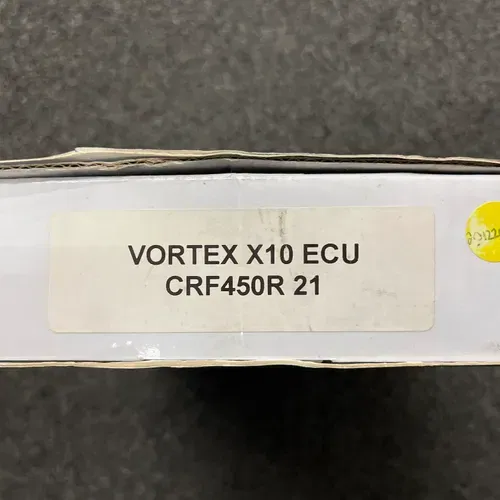 VORTEX X10 ECU
CRF450R 21